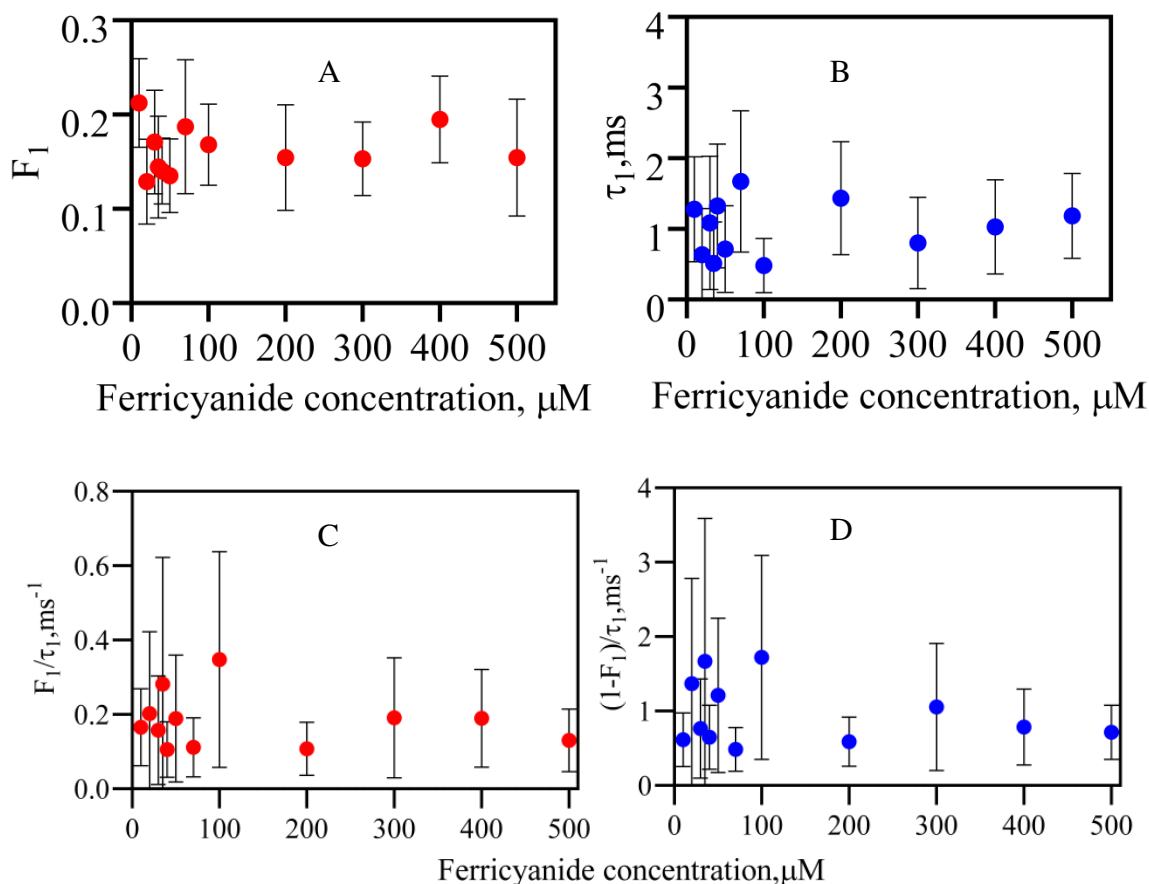 A
F₁
0.3
0.2
0.1
0.0
0 100 200 300 400 500
Ferricyanide concentration, μM
B
τ₁,ms
4
3
2
1
0
0 100 200 300 400 500
Ferricyanide concentration, μM
C
F₁/τ₁,ms⁻¹
0.8
0.6
0.4
0.2
0.0
0 100 200 300 400 500
D
(1-F₁)/τ₁,ms⁻¹
4
3
2
1
0
0 100 200 300 400 500
Ferricyanide concentration,μM